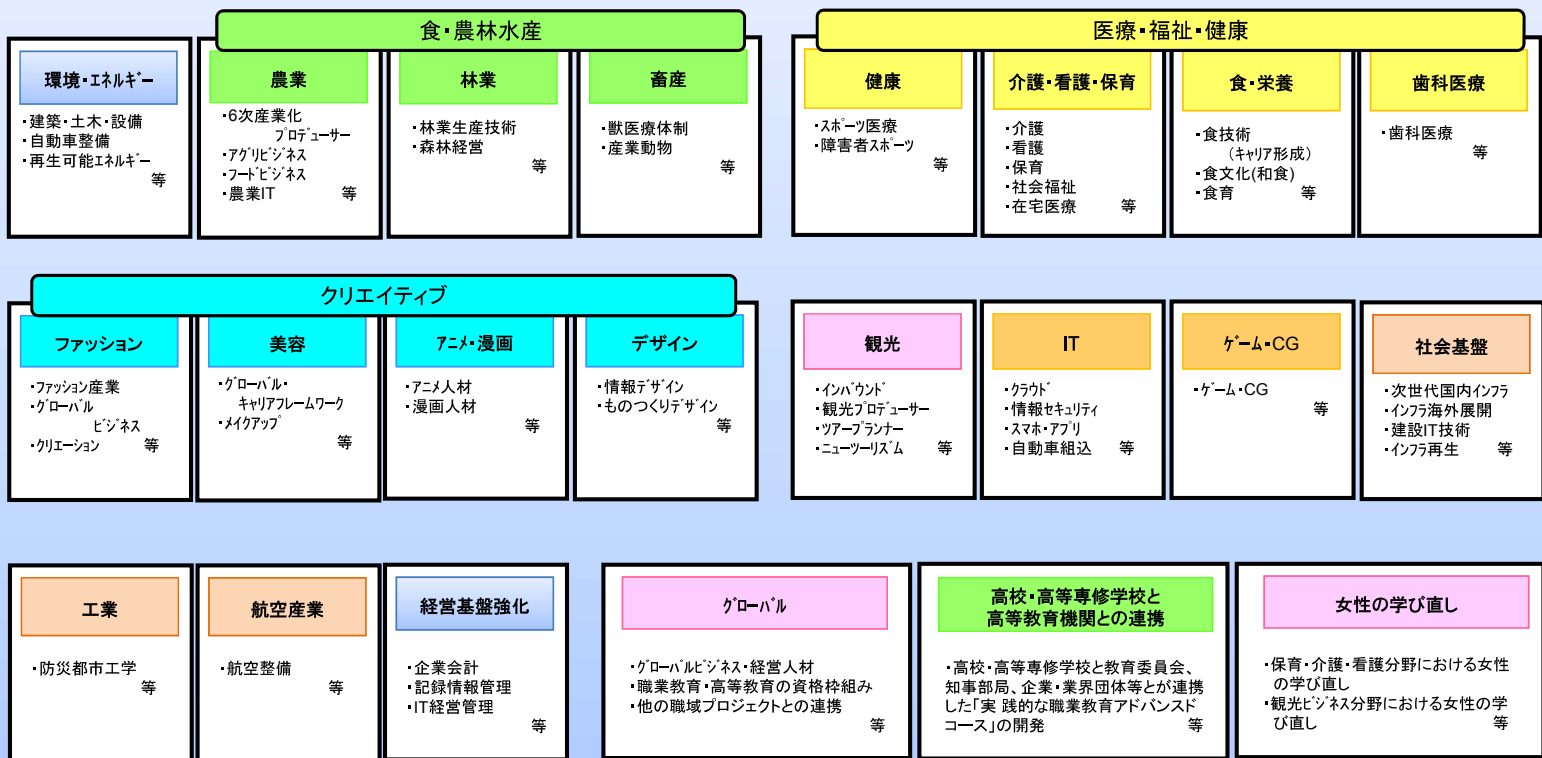 食・農林水産
医療・福祉・健康
環境・エネルギー
・建築・土木・設備
・自動車整備
・再生可能エネルギー
等
農業
・6次産業化
プロデューサー
・アグリビジネス
・フードビジネス
・農業IT 等
林業
・林業生産技術
・森林経営
等
畜産
・獣医療体制
・産業動物
等
健康
・スポーツ医療
・障害者スポーツ
等
介護・看護・保育
・介護
・看護
・保育
・社会福祉
・在宅医療 等
食・栄養
・食技術
（キャリア形成）
・食文化(和食)
・食育 等
歯科医療
・歯科医療
等
クリエイティブ
ファッション
・ファッション産業
・グローバル
ビジネス
・クリエーション 等
美容
・グローバル・
キャリアフレームワーク
・メイクアップ
等
アニメ・漫画
・アニメ人材
・漫画人材
等
デザイン
・情報デザイン
・ものつくりデザイン
等
観光
・インバウンド
・観光プロデューサー
・ツアープランナー
・ニューツーリズム 等
IT
・クラウド
・情報セキュリティ
・スマホ・アプリ
・自動車組込 等
ゲーム・CG
・ゲーム・CG
等
社会基盤
・次世代国内インフラ
・インフラ海外展開
・建設IT技術
・インフラ再生 等
工業
・防災都市工学
等
航空産業
・航空整備
等
経営基盤強化
・企業会計
・記録情報管理
・IT経営管理
等
グローバル
・グローバルビジネス・経営人材
・職業教育・高等教育の資格枠組み
・他の職域プロジェクトとの連携
等
高校・高等専修学校と
高等教育機関との連携
・高校・高等専修学校と教育委員会、
知事部局、企業・業界団体等とが連携
した「実 践的な職業教育アドバンスド
コース」の開発 等
女性の学び直し
・保育・介護・看護分野における女性
の学び直し
・観光ビジネス分野における女性の学
び直し 等